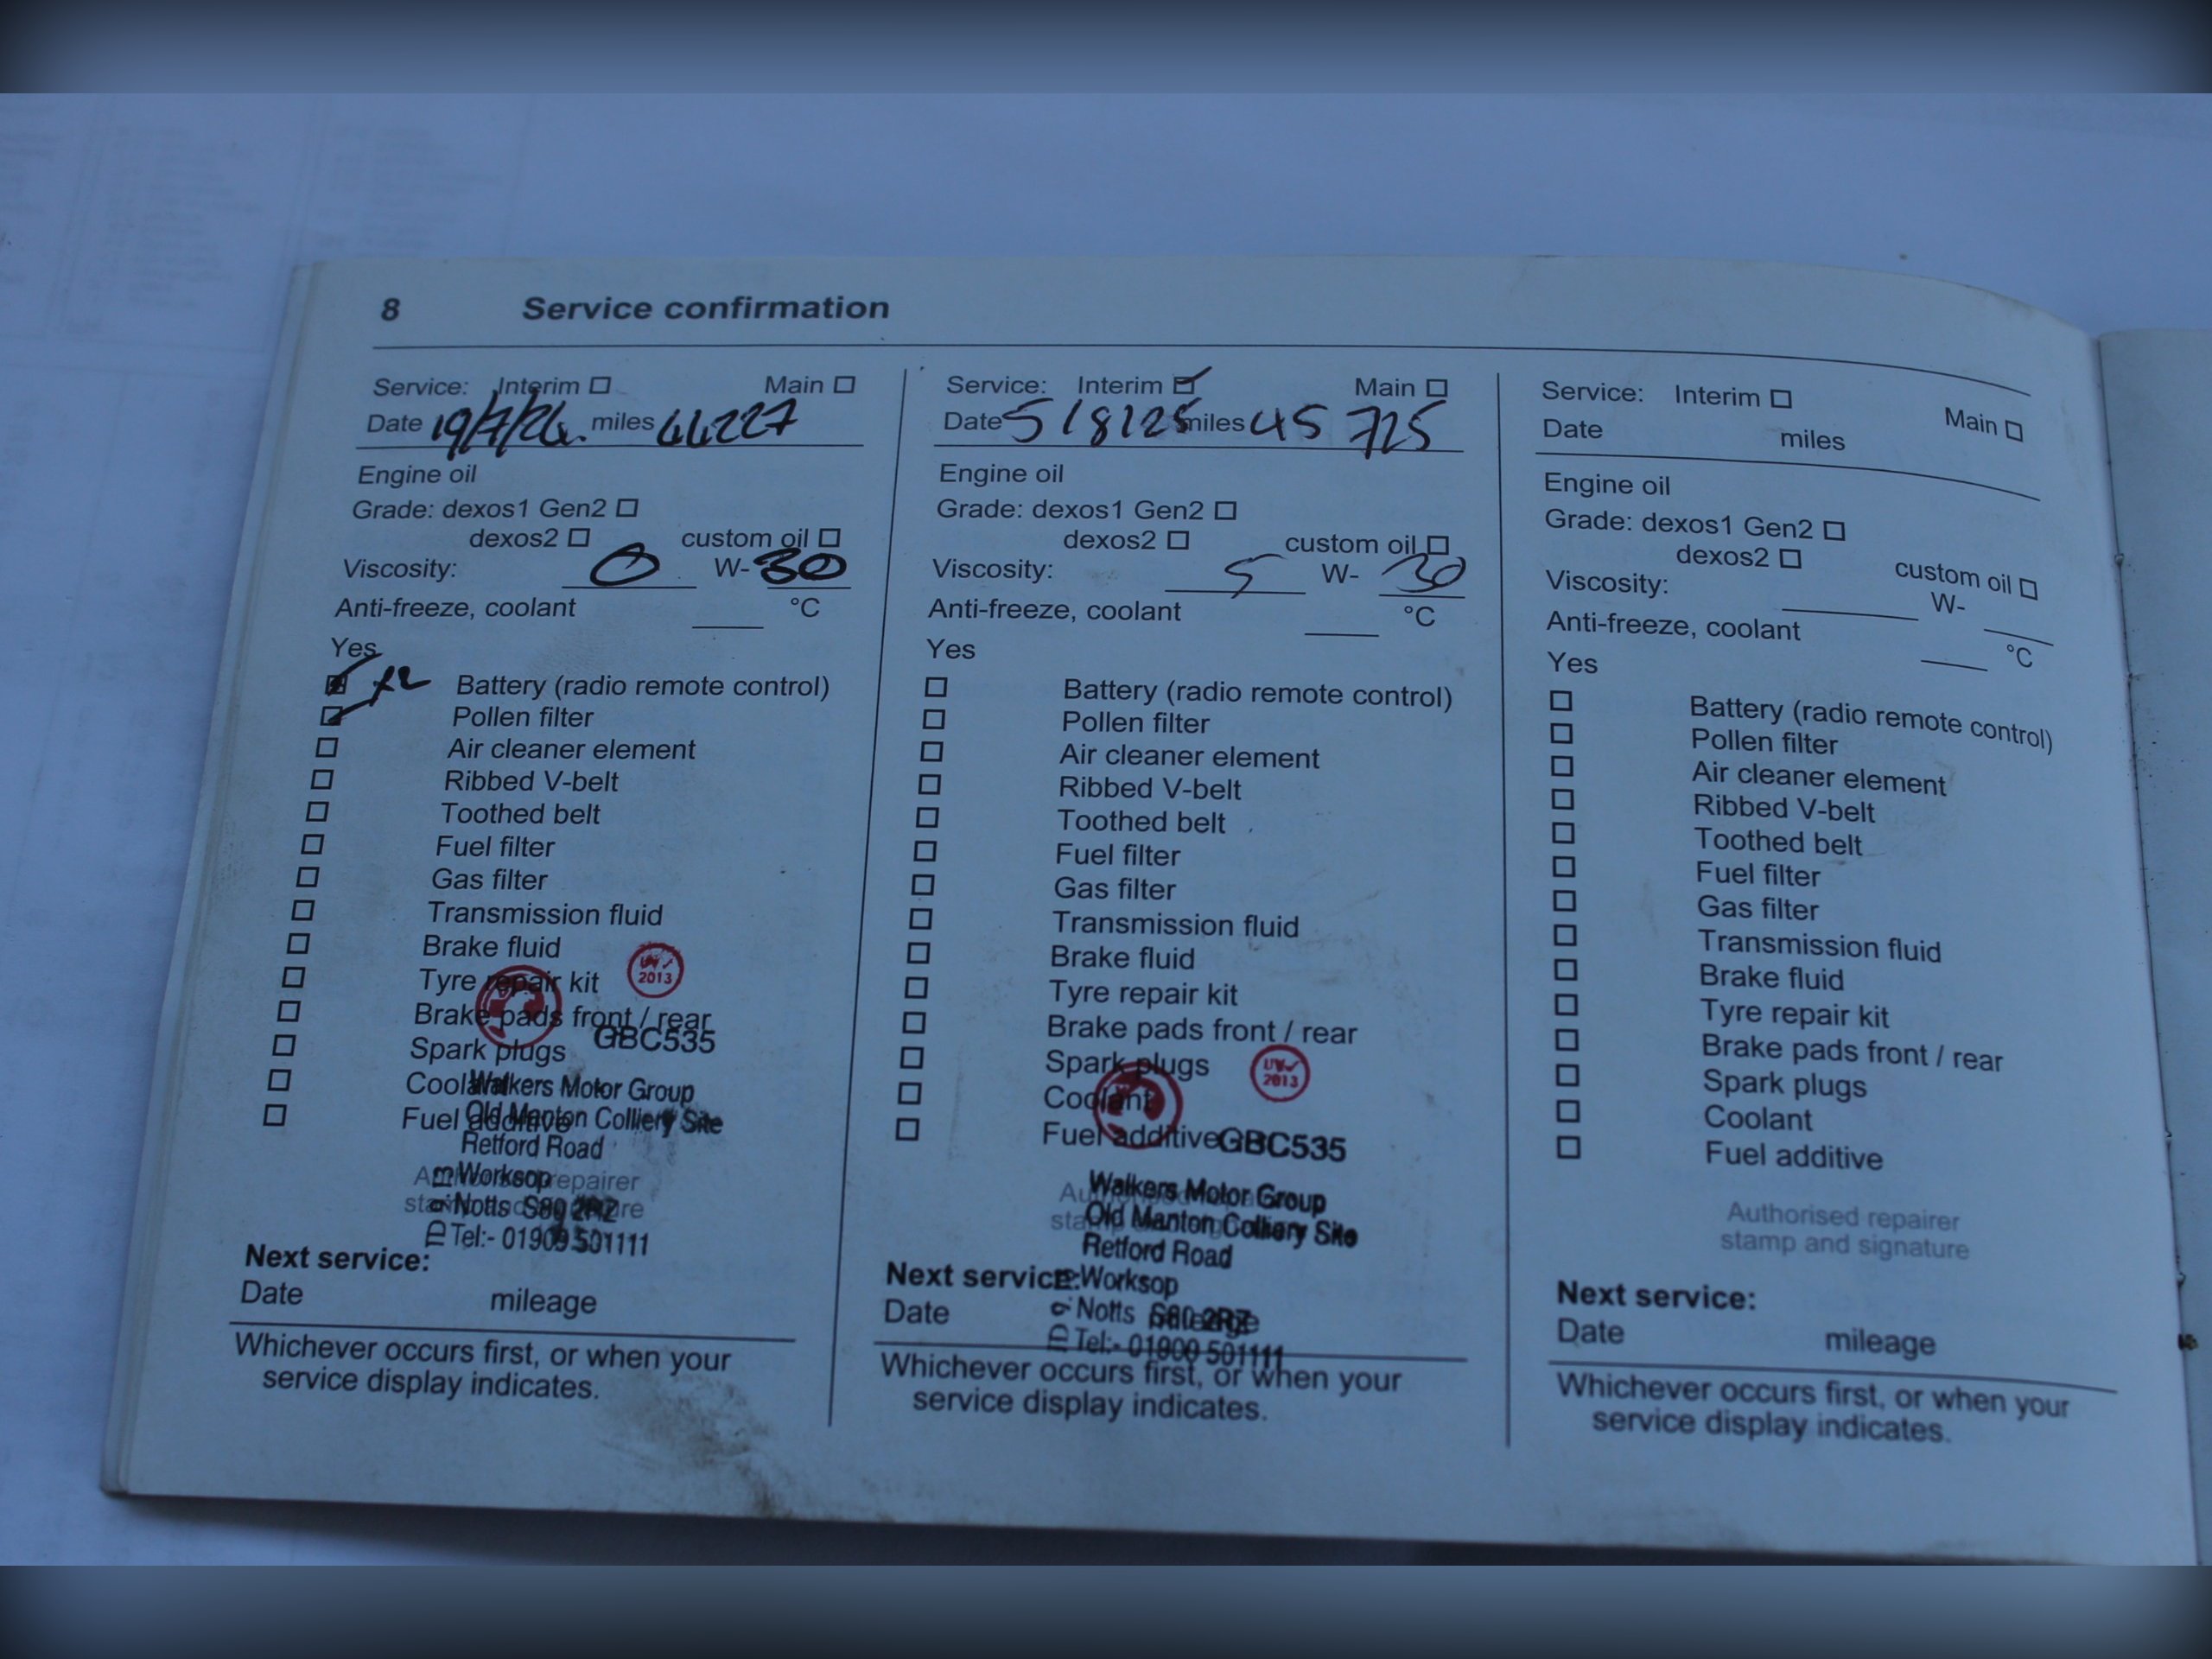 8 Service confirmation
Service: Interim Main
Date 19/7/24. miles 44227
Engine oil
Grade: dexos1 Gen2
dexos2 custom oil
Viscosity: 0 W- 30
Anti-freeze, coolant °C
Yes
x2 Battery (radio remote control)
Pollen filter
Air cleaner element
Ribbed V-belt
Toothed belt
Fuel filter
Gas filter
Transmission fluid
Brake fluid
Tyre repair kit
2013
Brake pads front / rear
GBC535
Spark plugs
Coolant
Walkers Motor Group
Fuel additive
Old Manton Colliery Site
Retford Road
Worksop
Authorised repairer
stamp and signature
Notts S80 2RZ
Tel:- 01909 501111
Next service:
Date mileage
Whichever occurs first, or when your
service display indicates.
Service: Interim Main
Date 5/8/25 miles 45 725
Engine oil
Grade: dexos1 Gen2
dexos2 custom oil
Viscosity: 5 W- 30
Anti-freeze, coolant °C
Yes
Battery (radio remote control)
Pollen filter
Air cleaner element
Ribbed V-belt
Toothed belt
Fuel filter
Gas filter
Transmission fluid
Brake fluid
Tyre repair kit
Brake pads front / rear
Spark plugs
UV
2013
Coolant
Fuel additive
GBC535
Walkers Motor Group
Old Manton Colliery Site
Retford Road
Worksop
Notts S80 2RZ
Tel:- 01909 501111
Next service:
Date mileage
Whichever occurs first, or when your
service display indicates.
Service: Interim Main
Date miles
Engine oil
Grade: dexos1 Gen2
dexos2 custom oil
Viscosity: W-
Anti-freeze, coolant °C
Yes
Battery (radio remote control)
Pollen filter
Air cleaner element
Ribbed V-belt
Toothed belt
Fuel filter
Gas filter
Transmission fluid
Brake fluid
Tyre repair kit
Brake pads front / rear
Spark plugs
Coolant
Fuel additive
Authorised repairer
stamp and signature
Next service:
Date mileage
Whichever occurs first, or when your
service display indicates.